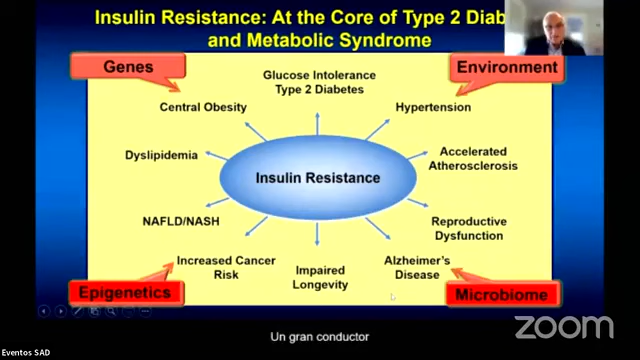 Insulin Resistance: At the Core of Type 2
and Metabolic Syndrome
Genes
Environment
Glucose Intolerance
Type 2 Diabetes
Central Obesity
Hypertension
Dyslipidemia
Accelerated
Atherosclerosis
Insulin Resistance
NAFLD/NASH
Reproductive
Dysfunction
Increased Cancer
Risk
Impaired
Longevity
Alzheimer's
Disease
Epigenetics
Microbiome
zoom
Un gran conductor
Eventos SAD